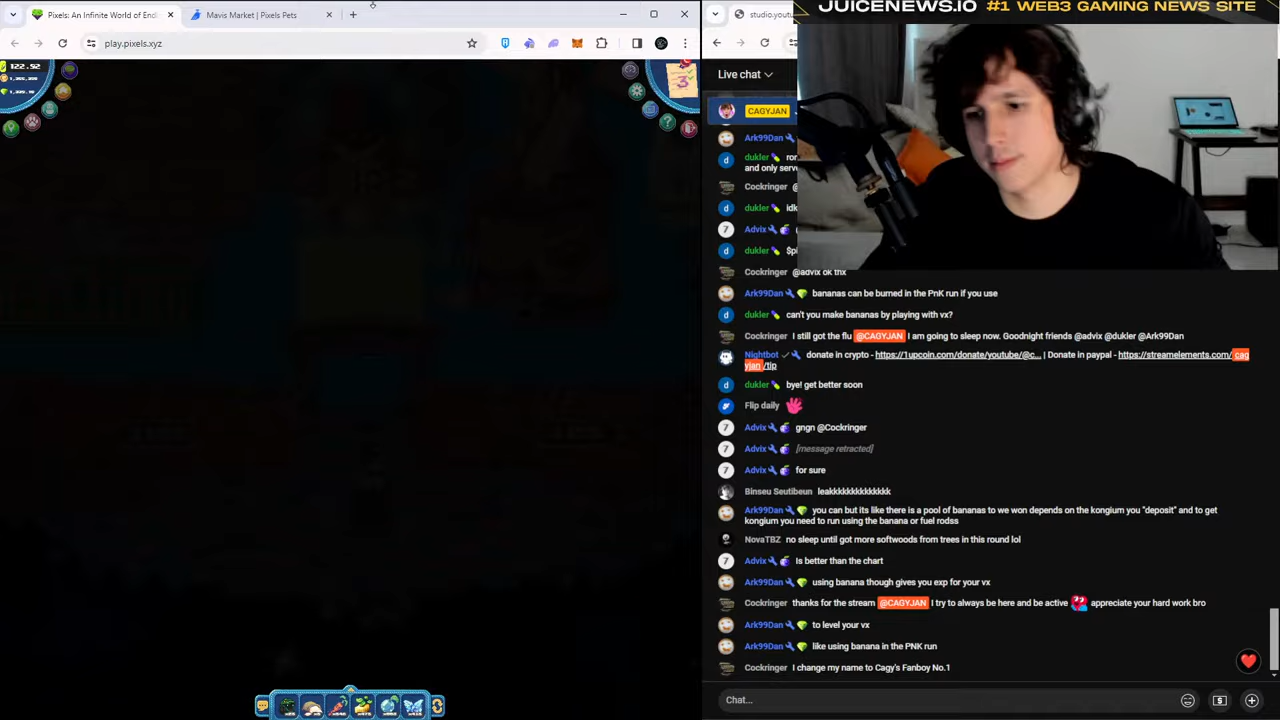 Pixels: An Infinite World of End
Mavis Market | Pixels Pets
studio.yout
JUICENEWS.IO #1 WEB3 GAMING NEWS SITE
play.pixels.xyz
122.92
3
Live chat
CAGYJAN
Ark99Dan
dukler
and only serve
Cockringer @
dukler idk
Advix
dukler $pi
Cockringer @advix ok thx
Ark99Dan bananas can be burned in the PnK run if you use
dukler can't you make bananas by playing with vx?
Cockringer I still got the flu @CAGYJAN I am going to sleep now. Goodnight friends @advix @dukler @Ark99Dan
Nightbot donate in crypto - https://1upcoin.com/donate/youtube/@c... | Donate in paypal - https://streamelements.com/cag
yjan/tip
dukler bye! get better soon
Flip daily
Advix gngn @Cockringer
Advix [message retracted]
Advix for sure
Binseu Seutibeun leakkkkkkkkkkkkk
Ark99Dan you can but its like there is a pool of bananas to we won depends on the kongium you "deposit" and to get
kongium you need to run using the banana or fuel rodss
NovaTBZ no sleep until got more softwoods from trees in this round lol
Advix Is better than the chart
Ark99Dan using banana though gives you exp for your vx
Cockringer thanks for the stream @CAGYJAN I try to always be here and be active appreciate your hard work bro
Ark99Dan to level your vx
Ark99Dan like using banana in the PNK run
Cockringer I change my name to Cagy's Fanboy No.1
Chat...